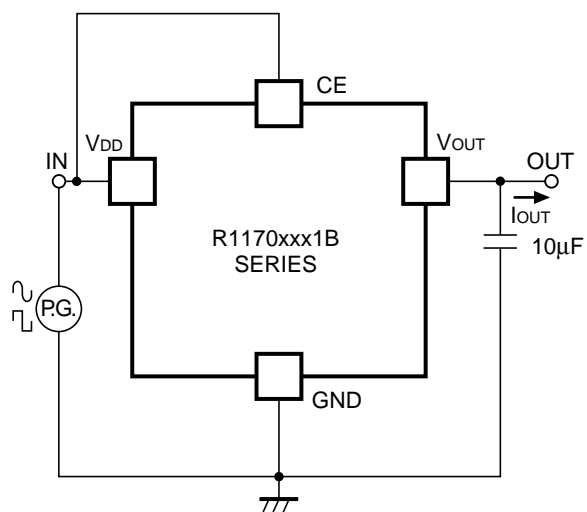 CE
VDD
VOUT
IN
OUT
IOUT
R1170xxx1B
SERIES
10µF
P.G.
GND